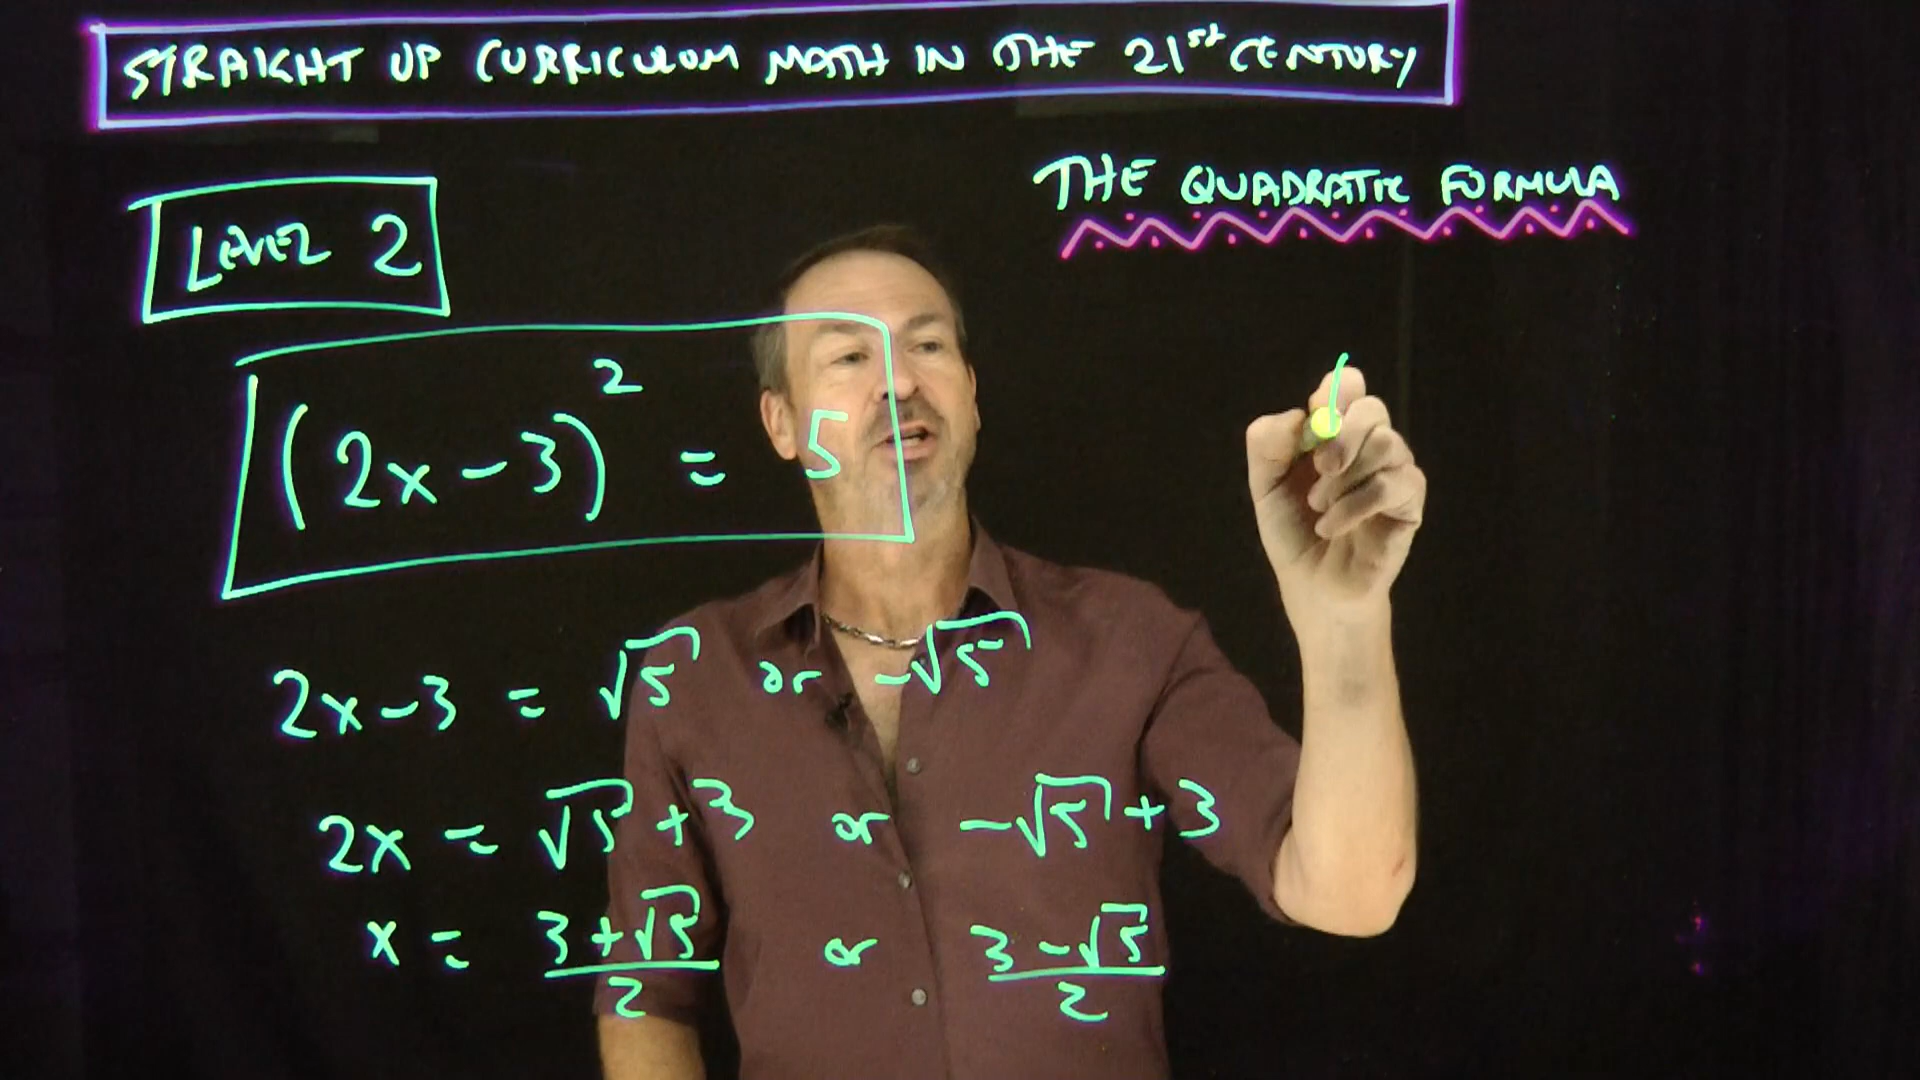 STRAIGHT UP CURRICULUM MATH IN THE 21st CENTURY
THE QUADRATIC FORMULA
LEVEL 2
(2x-3)² = 5
2x-3 = √5 or -√5
2x = √5+3 or -√5+3
x = (3+√5)/2 or (3-√5)/2